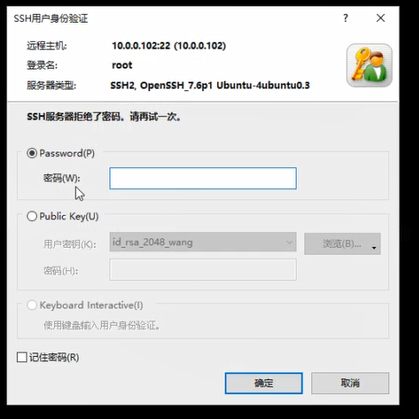 SSH用户身份验证
远程主机: 10.0.0.102:22 (10.0.0.102)
登录名: root
服务器类型: SSH2, OpenSSH_7.6p1 Ubuntu-4ubuntu0.3
SSH服务器拒绝了密码。请再试一次。
Password(P)
密码(W):
Public Key(U)
用户密钥(K): id_rsa_2048_wang 浏览(B)...
密码(H):
Keyboard Interactive(I)
使用键盘输入用户身份验证。
记住密码(R)
确定 取消